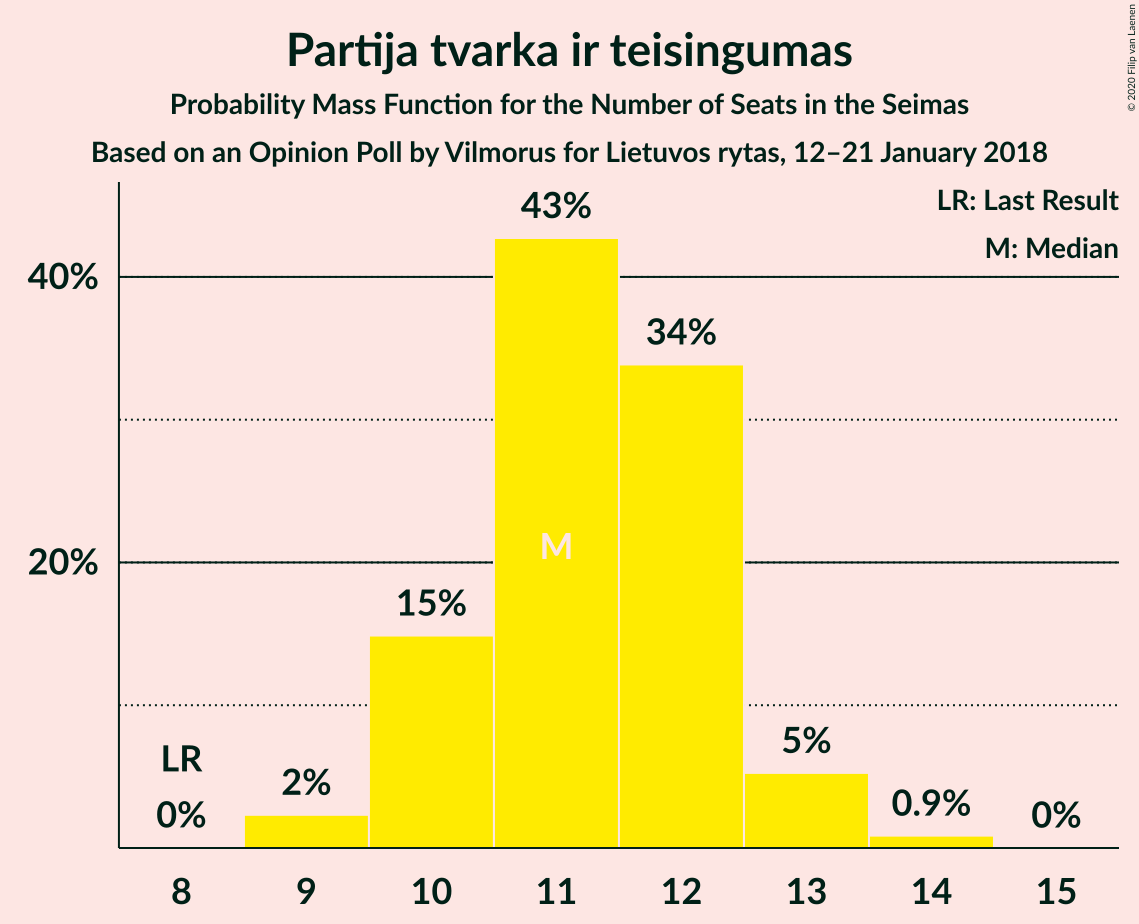 Partija tvarka ir teisingumas
Probability Mass Function for the Number of Seats in the Seimas
Based on an Opinion Poll by Vilmorus for Lietuvos rytas, 12–21 January 2018
© 2020 Filip van Laenen
LR: Last Result
M: Median
43%
40%
34%
M
20%
15%
LR
5%
2%
0.9%
0%
0%
8 9 10 11 12 13 14 15